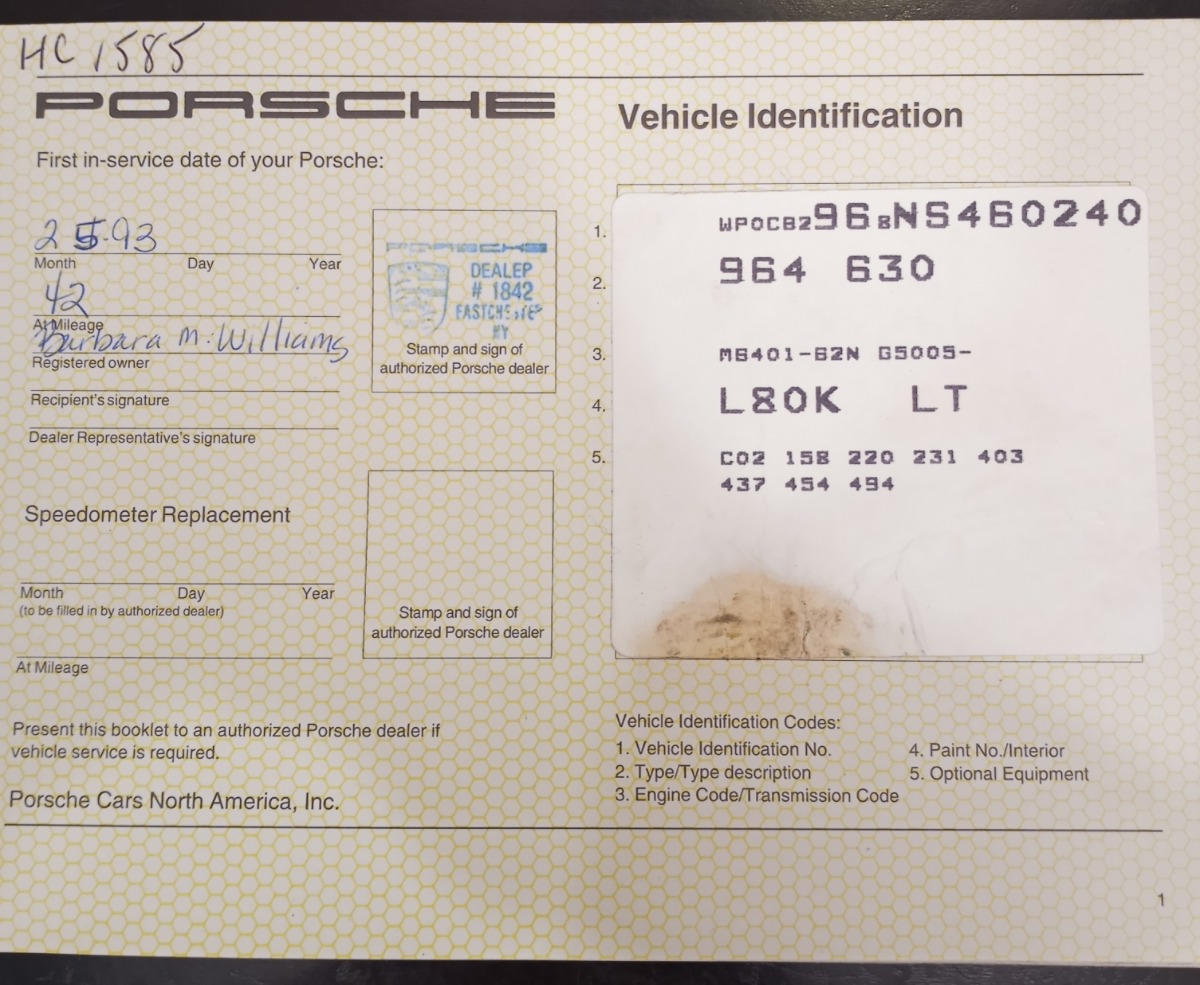 HC 1585
PORSCHE
First in-service date of your Porsche:
2 5-93
Month Day Year
42
At Mileage
Barbara M. Williams
Registered owner
Recipient's signature
Dealer Representative's signature
PORSCHE
DEALER
# 1842
NY
Stamp and sign of
authorized Porsche dealer
Speedometer Replacement
Month Day Year
(to be filled in by authorized dealer)
At Mileage
Stamp and sign of
authorized Porsche dealer
Present this booklet to an authorized Porsche dealer if
vehicle service is required.
Porsche Cars North America, Inc.
Vehicle Identification
1. WP0CB2968NS460240
2. 964 630
3. M6401-62N G5005-
4. L80K LT
5. C02 158 220 231 403
437 454 494
Vehicle Identification Codes:
1. Vehicle Identification No.
2. Type/Type description
3. Engine Code/Transmission Code
4. Paint No./Interior
5. Optional Equipment
1